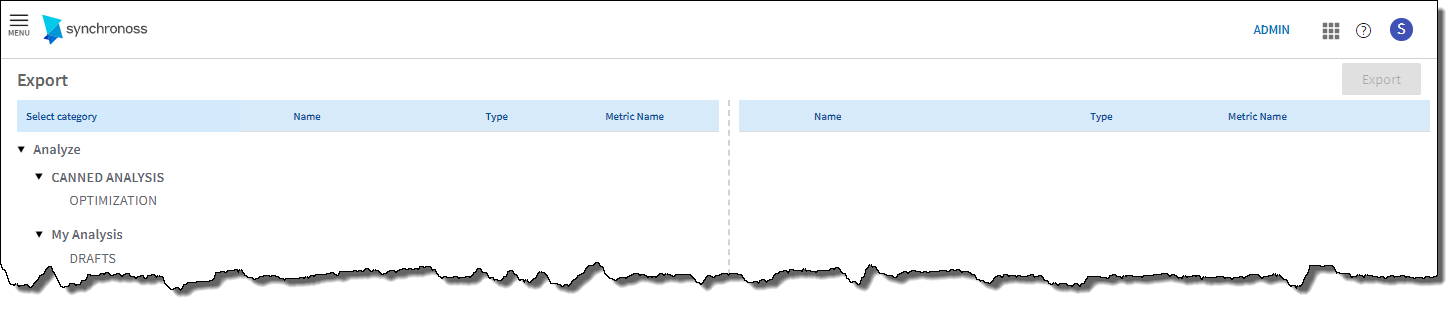 MENU synchronoss ADMIN ? S
Export Export
Select category Name Type Metric Name Name Type Metric Name
Analyze
CANNED ANALYSIS
OPTIMIZATION
My Analysis
DRAFTS